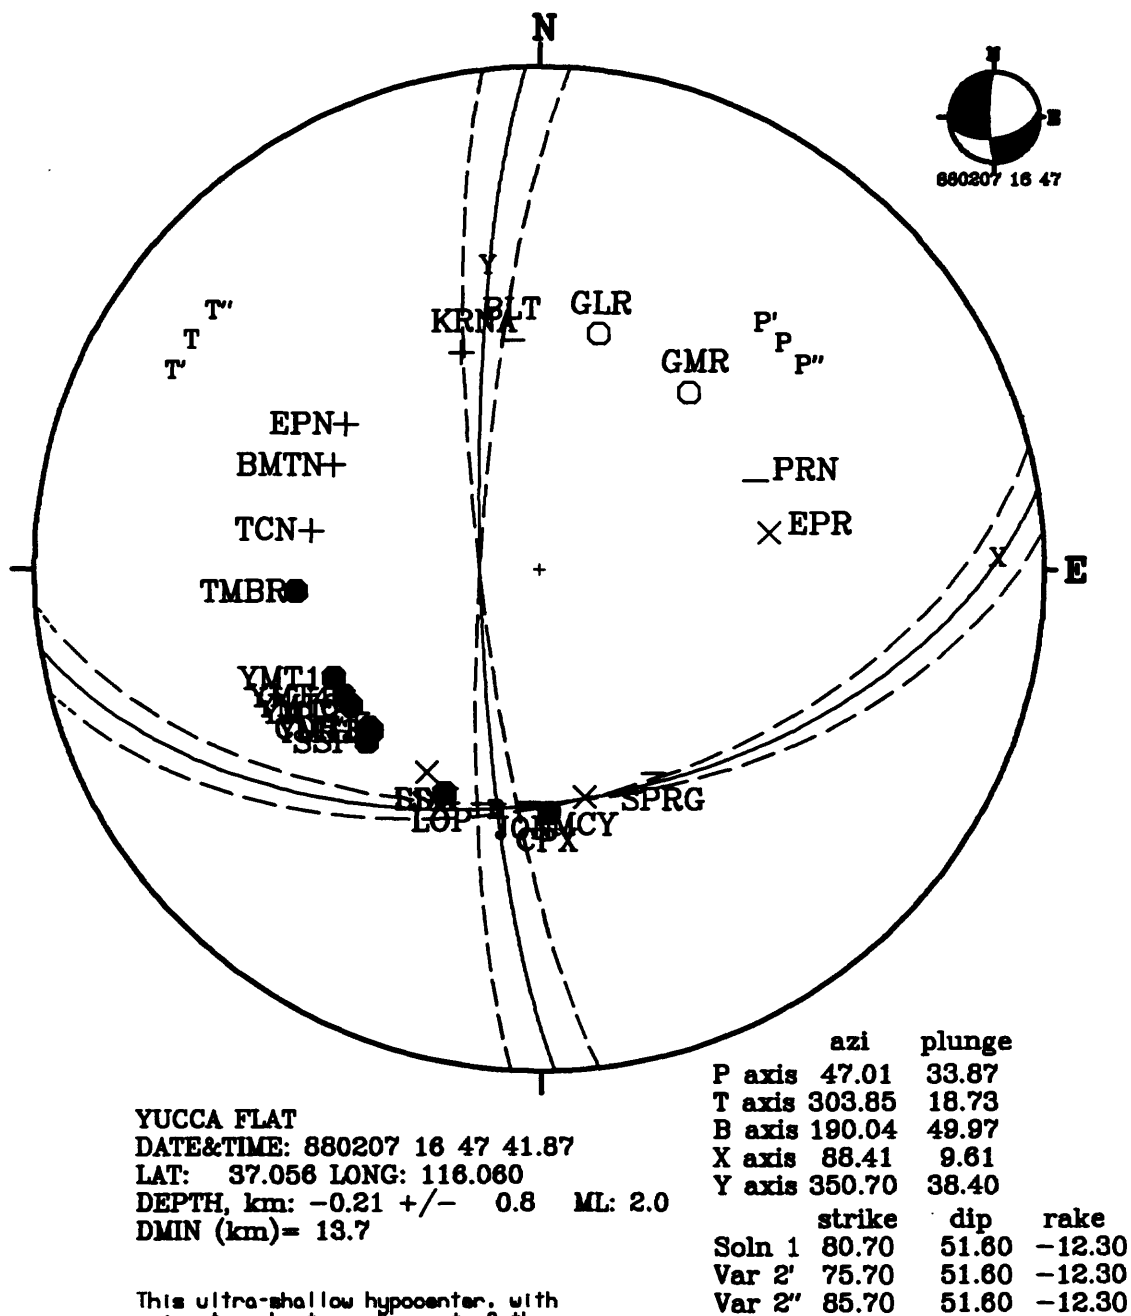 N
N
E
880207 16 47
T''
T
T'
Y
KRNA
BLT
GLR
GMR
P'
P
P''
EPN
BMTN
TCN
TMBR
PRN
EPR
X
E
YMT1
SSP
LOP
B
MCY
CPX
SPRG
azi plunge
P axis 47.01 33.87
T axis 303.85 18.73
B axis 190.04 49.97
X axis 88.41 9.61
Y axis 350.70 38.40
YUCCA FLAT
DATE&TIME: 880207 16 47 41.87
LAT: 37.056 LONG: 116.060
DEPTH, km: -0.21 +/- 0.8 ML: 2.0
DMIN (km)= 13.7
strike dip rake
Soln 1 80.70 51.60 -12.30
Var 2' 75.70 51.60 -12.30
Var 2'' 85.70 51.60 -12.30
This ultra-shallow hypocenter, with